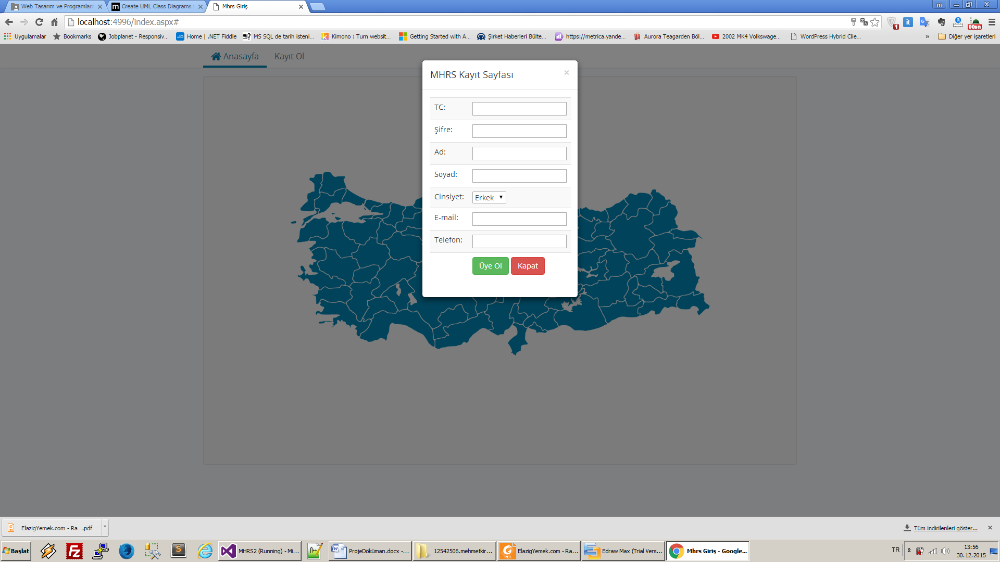 Web Tasarım ve Programlam
Create UML Class Diagrams
Mhrs Giriş
m
localhost:4996/index.aspx#
1
it
a
00sn
Uygulamalar
Bookmarks
Jobplanet - Responsiv...
Home | .NET Fiddle
MS SQL de tarih isteni...
Kimono : Turn websit...
Getting Started with A...
Şirket Haberleri Bülte...
https://metrica.yande...
Aurora Teagarden Böl...
2002 MK4 Volkswage...
WordPress Hybrid Clie...
»
Diğer yer işaretleri
Anasayfa
Kayıt Ol
MHRS Kayıt Sayfası
×
TC:
Şifre:
Ad:
Soyad:
Cinsiyet:
Erkek
E-mail:
Telefon:
Üye Ol
Kapat
ElazigYemek.com - Ra....pdf
Tüm indirilenleri göster...
Başlat
MHRS2 (Running) - Mi...
ProjeDöküman.docx -...
12542506.mehmetkir...
ElazigYemek.com - Ra...
Edraw Max (Trial Vers...
Mhrs Giriş - Google...
TR
13:56
30.12.2015